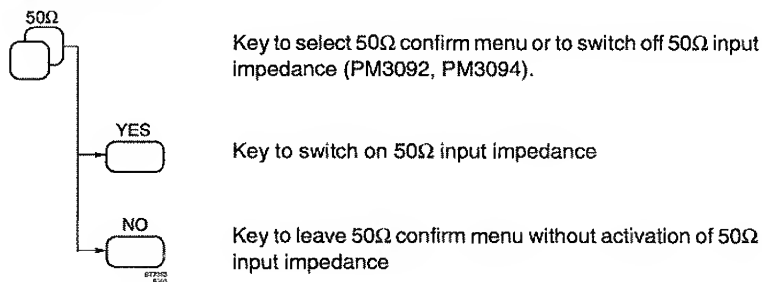 50Ω
Key to select 50Ω confirm menu or to switch off 50Ω input
impedance (PM3092, PM3094).
YES
Key to switch on 50Ω input impedance
NO
Key to leave 50Ω confirm menu without activation of 50Ω
input impedance